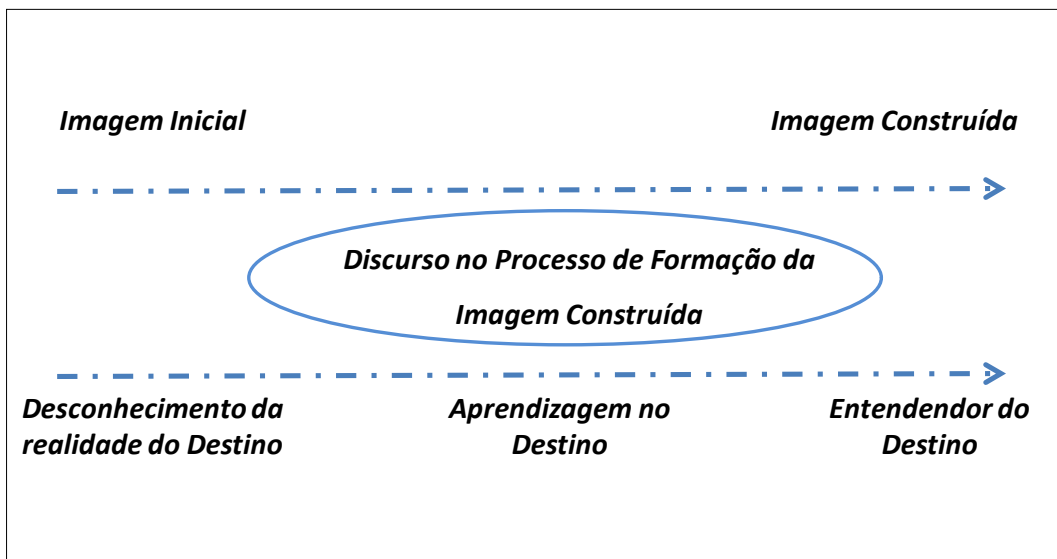 Imagem Inicial
Imagem Construída
Discurso no Processo de Formação da
Imagem Construída
Desconhecimento da
realidade do Destino
Aprendizagem no
Destino
Entendendor do
Destino